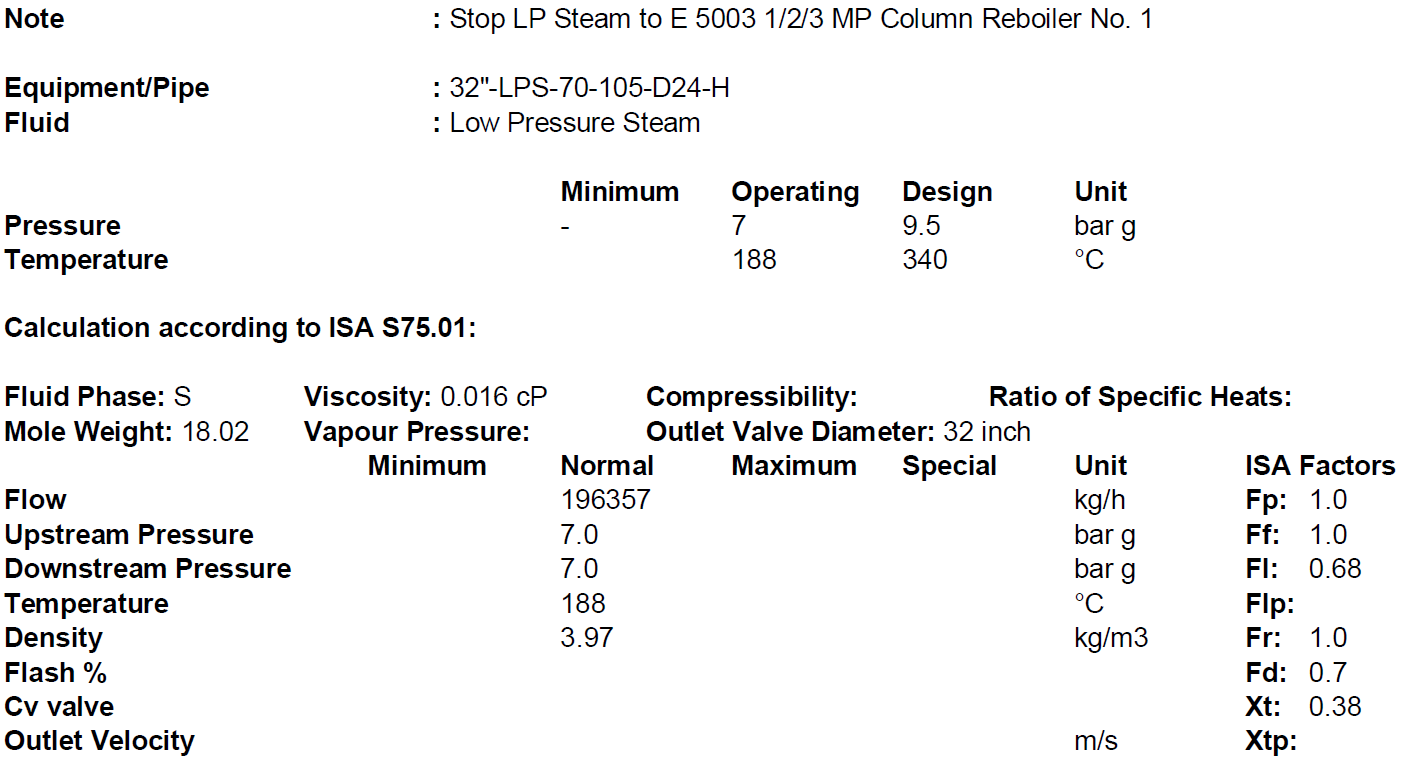 Note : Stop LP Steam to E 5003 1/2/3 MP Column Reboiler No. 1
Equipment/Pipe : 32"-LPS-70-105-D24-H
Fluid : Low Pressure Steam
Minimum Operating Design Unit
Pressure - 7 9.5 bar g
Temperature 188 340 °C
Calculation according to ISA S75.01:
Fluid Phase: S Viscosity: 0.016 cP Compressibility: Ratio of Specific Heats:
Mole Weight: 18.02 Vapour Pressure: Outlet Valve Diameter: 32 inch
Minimum Normal Maximum Special Unit ISA Factors
Flow 196357 kg/h Fp: 1.0
Upstream Pressure 7.0 bar g Ff: 1.0
Downstream Pressure 7.0 bar g Fl: 0.68
Temperature 188 °C Flp:
Density 3.97 kg/m3 Fr: 1.0
Flash % Fd: 0.7
Cv valve Xt: 0.38
Outlet Velocity m/s Xtp: